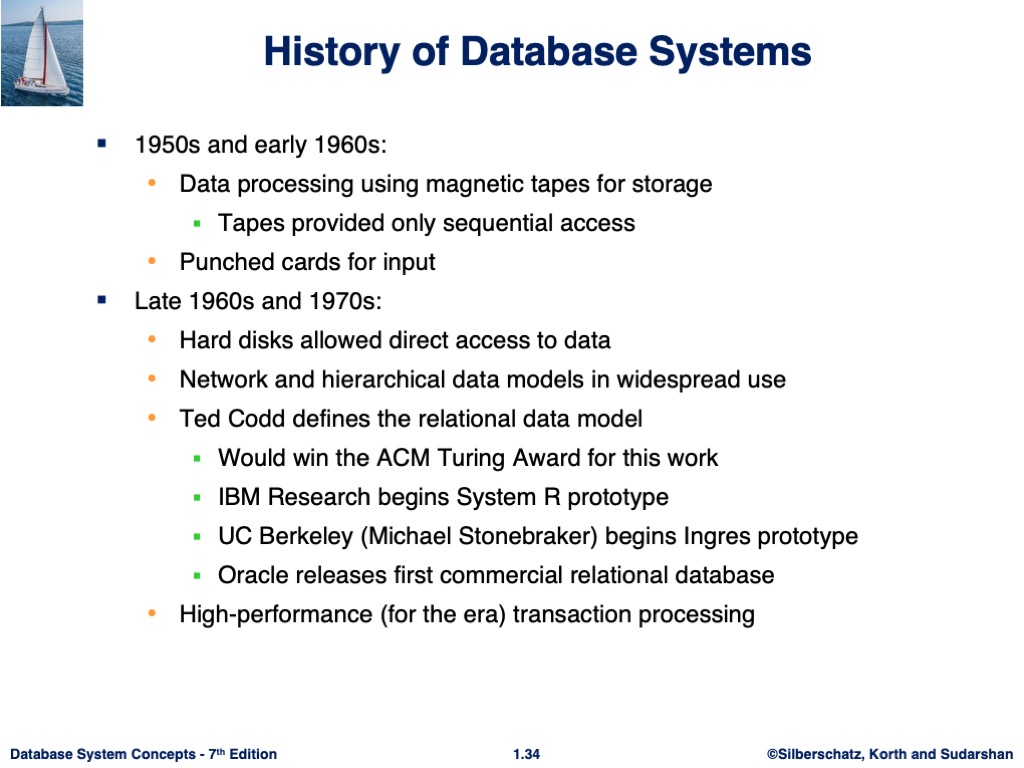 History of Database Systems
▪ 1950s and early 1960s:
• Data processing using magnetic tapes for storage
▪ Tapes provided only sequential access
• Punched cards for input
▪ Late 1960s and 1970s:
• Hard disks allowed direct access to data
• Network and hierarchical data models in widespread use
• Ted Codd defines the relational data model
▪ Would win the ACM Turing Award for this work
▪ IBM Research begins System R prototype
▪ UC Berkeley (Michael Stonebraker) begins Ingres prototype
▪ Oracle releases first commercial relational database
• High-performance (for the era) transaction processing
Database System Concepts - 7th Edition
1.34
©Silberschatz, Korth and Sudarshan